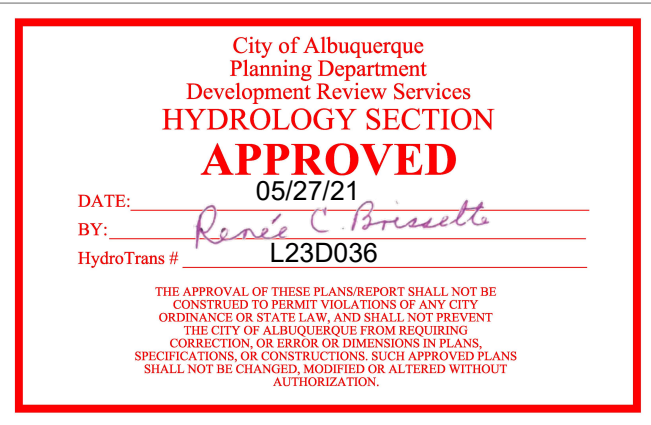 City of Albuquerque
Planning Department
Development Review Services
HYDROLOGY SECTION
APPROVED
DATE: 05/27/21
BY: Renée C. Brissette
HydroTrans # L23D036
THE APPROVAL OF THESE PLANS/REPORT SHALL NOT BE
CONSTRUED TO PERMIT VIOLATIONS OF ANY CITY
ORDINANCE OR STATE LAW, AND SHALL NOT PREVENT
THE CITY OF ALBUQUERQUE FROM REQUIRING
CORRECTION, OR ERROR OR DIMENSIONS IN PLANS,
SPECIFICATIONS, OR CONSTRUCTIONS. SUCH APPROVED PLANS
SHALL NOT BE CHANGED, MODIFIED OR ALTERED WITHOUT
AUTHORIZATION.